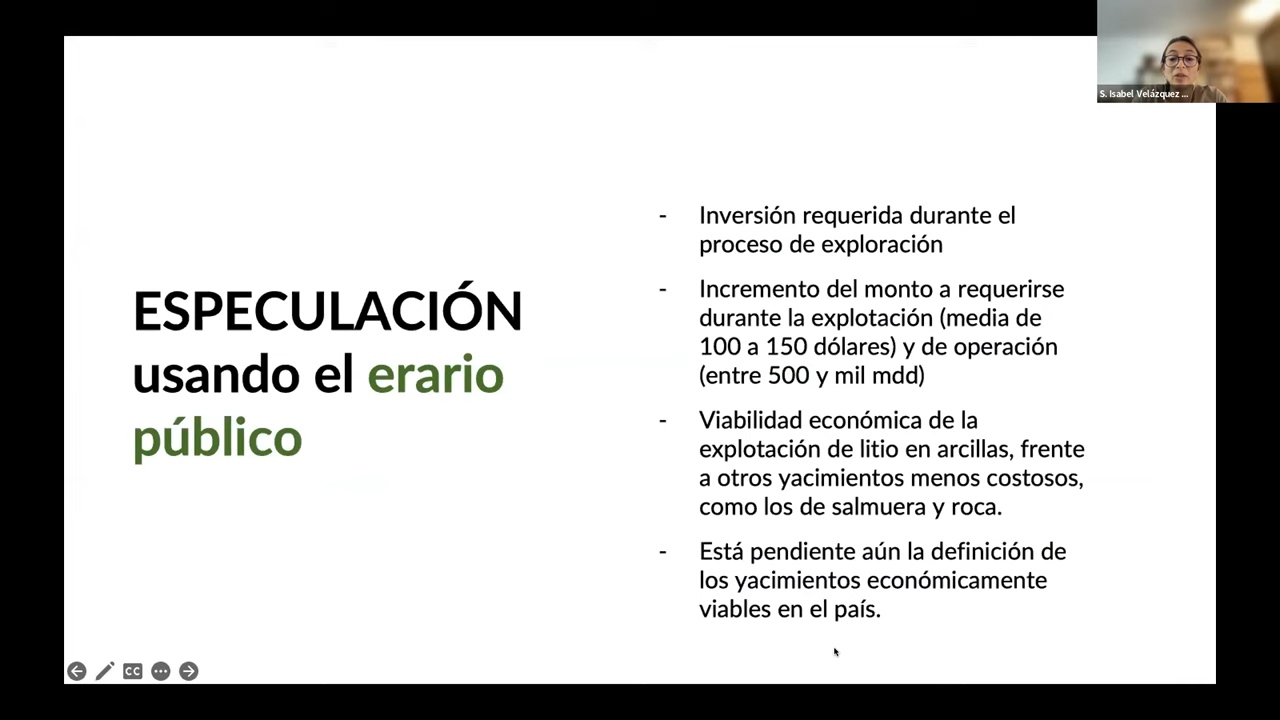 S. Isabel Velázquez ...
ESPECULACIÓN
usando el erario
público
- Inversión requerida durante el
proceso de exploración
- Incremento del monto a requerirse
durante la explotación (media de
100 a 150 dólares) y de operación
(entre 500 y mil mdd)
- Viabilidad económica de la
explotación de litio en arcillas, frente
a otros yacimientos menos costosos,
como los de salmuera y roca.
- Está pendiente aún la definición de
los yacimientos económicamente
viables en el país.
CC